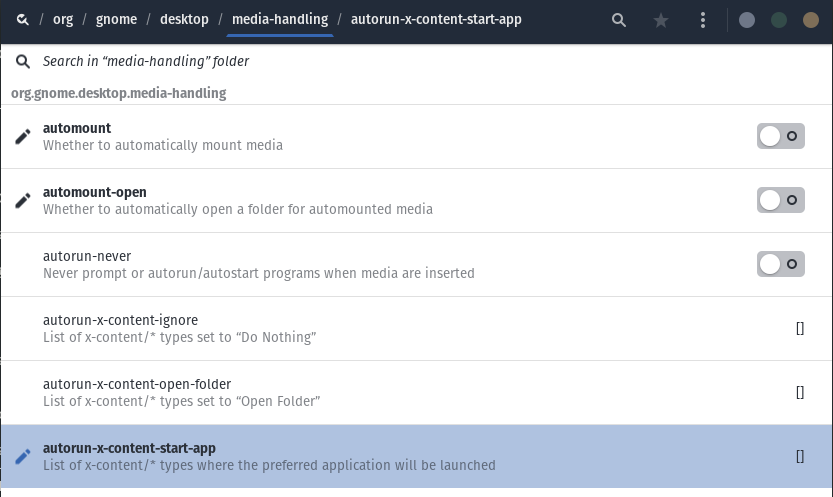 / org / gnome / desktop / media-handling / autorun-x-content-start-app
Search in “media-handling” folder
org.gnome.desktop.media-handling
automount
Whether to automatically mount media
automount-open
Whether to automatically open a folder for automounted media
autorun-never
Never prompt or autorun/autostart programs when media are inserted
autorun-x-content-ignore
List of x-content/* types set to “Do Nothing”
[]
autorun-x-content-open-folder
List of x-content/* types set to “Open Folder”
[]
autorun-x-content-start-app
List of x-content/* types where the preferred application will be launched
[]